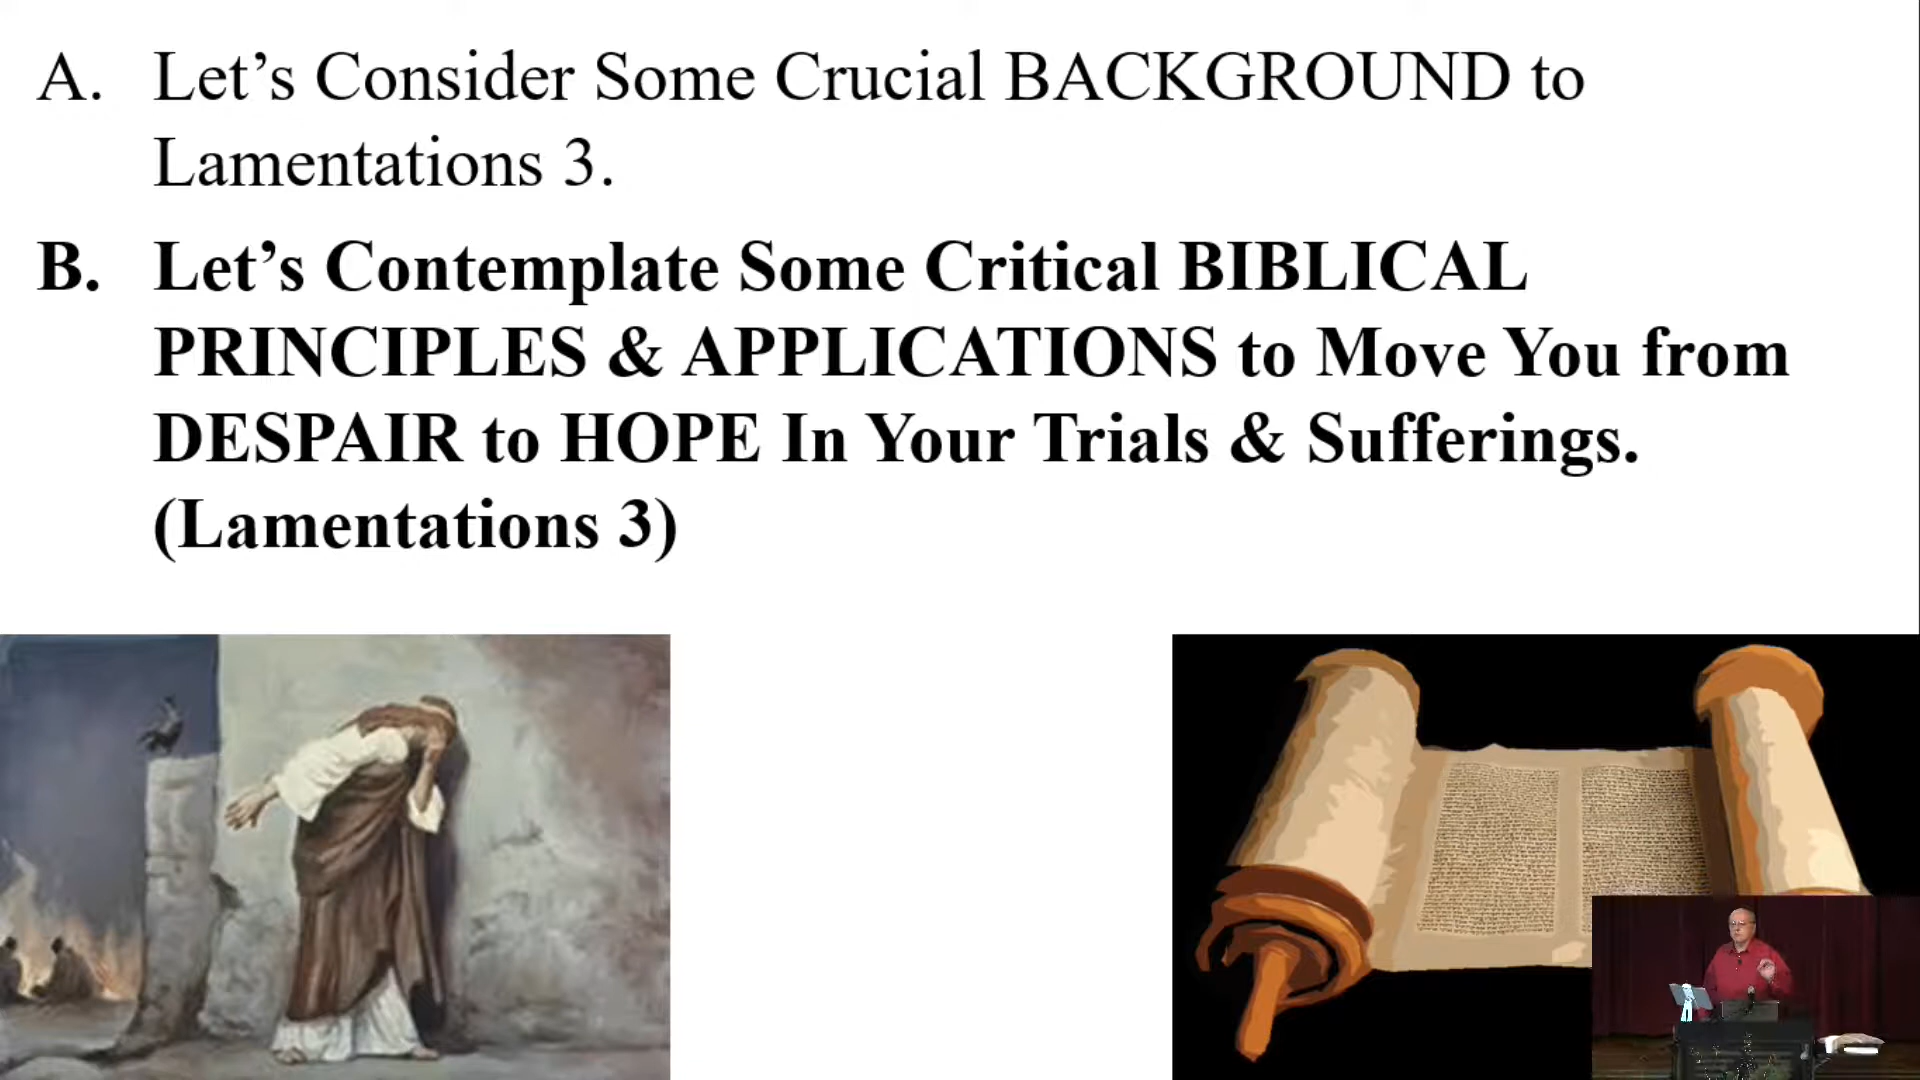 A. Let’s Consider Some Crucial BACKGROUND to
Lamentations 3.
B. Let’s Contemplate Some Critical BIBLICAL
PRINCIPLES & APPLICATIONS to Move You from
DESPAIR to HOPE In Your Trials & Sufferings.
(Lamentations 3)